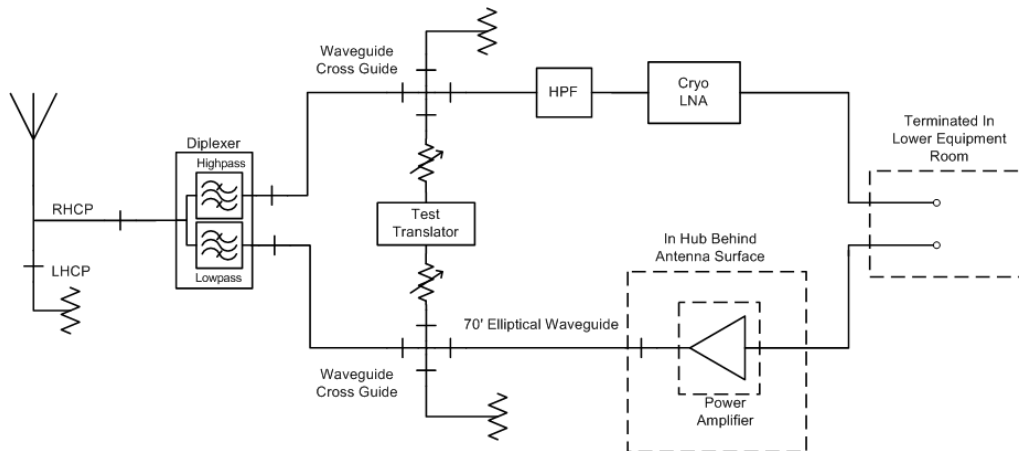 Waveguide
Cross Guide
HPF
Cryo
LNA
Terminated In
Lower Equipment
Room
Diplexer
Highpass
RHCP
Test
Translator
LHCP
Lowpass
In Hub Behind
Antenna Surface
70' Elliptical Waveguide
Waveguide
Cross Guide
Power
Amplifier